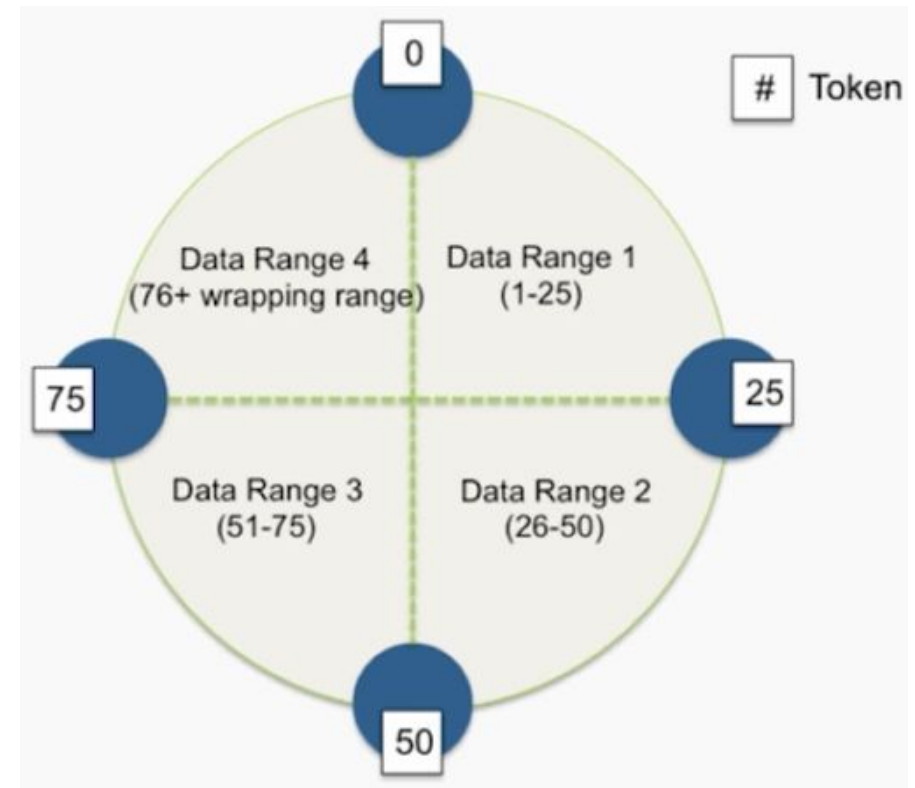 0
# Token
Data Range 4
(76+ wrapping range)
Data Range 1
(1-25)
75
25
Data Range 3
(51-75)
Data Range 2
(26-50)
50